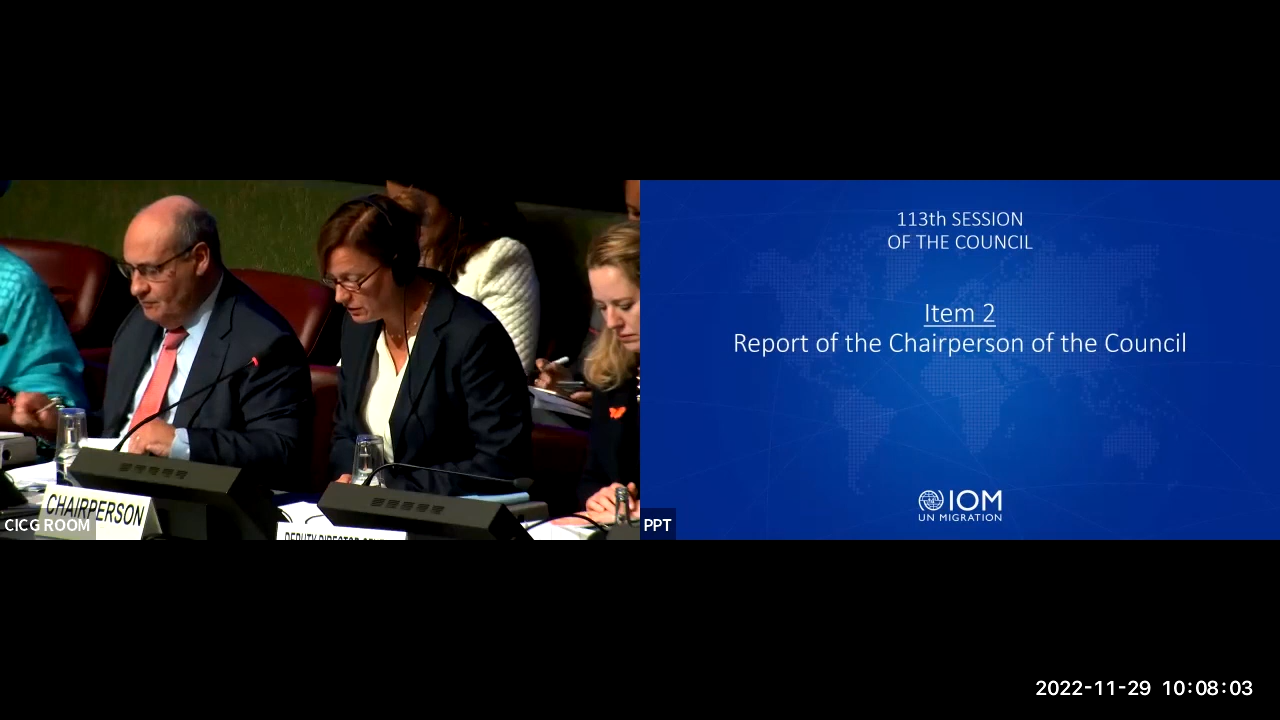 CHAIRPERSON
CICG ROOM
113th SESSION
OF THE COUNCIL
Item 2
Report of the Chairperson of the Council
IOM
UN MIGRATION
PPT
2022-11-29 10:08:03